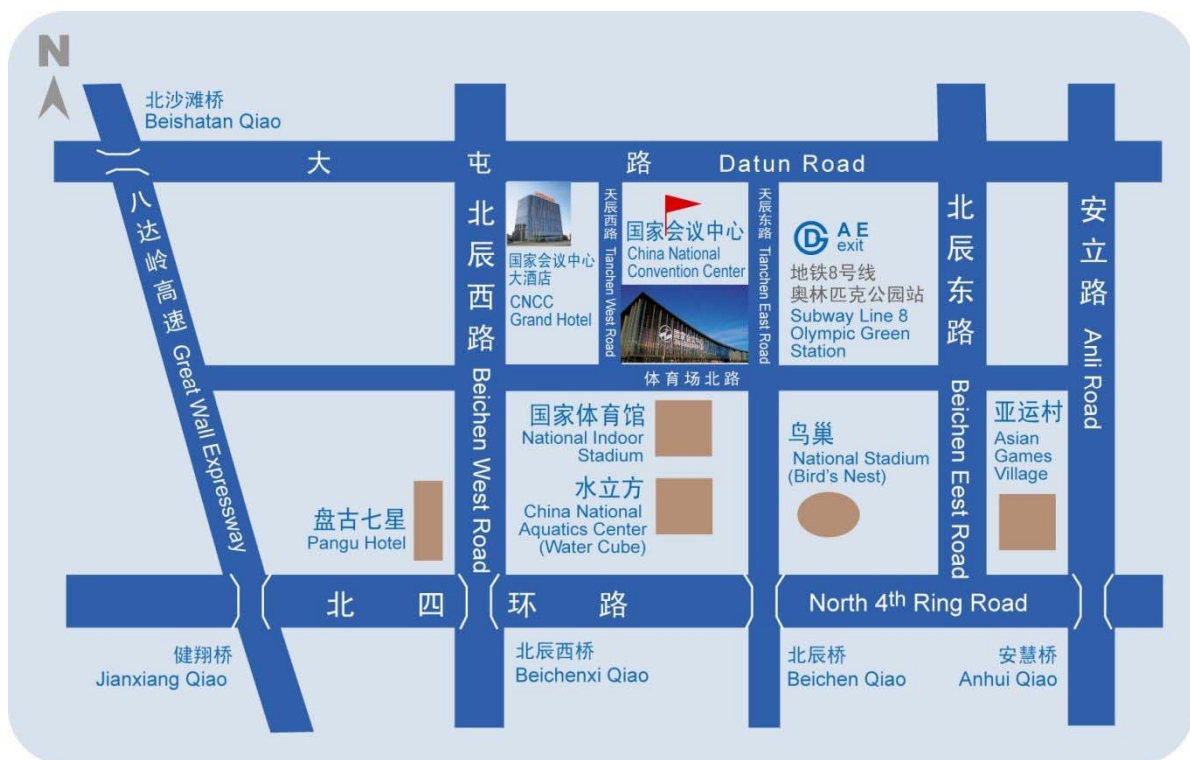 N
北沙滩桥
Beishatan Qiao
大屯路 Datun Road
八达岭高速 Great Wall Expressway
北辰西路 Beichen West Road
国家会议中心
大酒店
CNCC
Grand Hotel
天辰西路 Tianchen West Road
国家会议中心
China National
Convention Center
天辰东路 Tianchen East Road
A E
exit
地铁8号线
奥林匹克公园站
Subway Line 8
Olympic Green
Station
北辰东路 Beichen Eest Road
安立路 Anli Road
体育场北路
国家体育馆
National Indoor
Stadium
水立方
China National
Aquatics Center
(Water Cube)
鸟巢
National Stadium
(Bird's Nest)
亚运村
Asian
Games
Village
盘古七星
Pangu Hotel
北四环路 North 4th Ring Road
健翔桥
Jianxiang Qiao
北辰西桥
Beichenxi Qiao
北辰桥
Beichen Qiao
安慧桥
Anhui Qiao